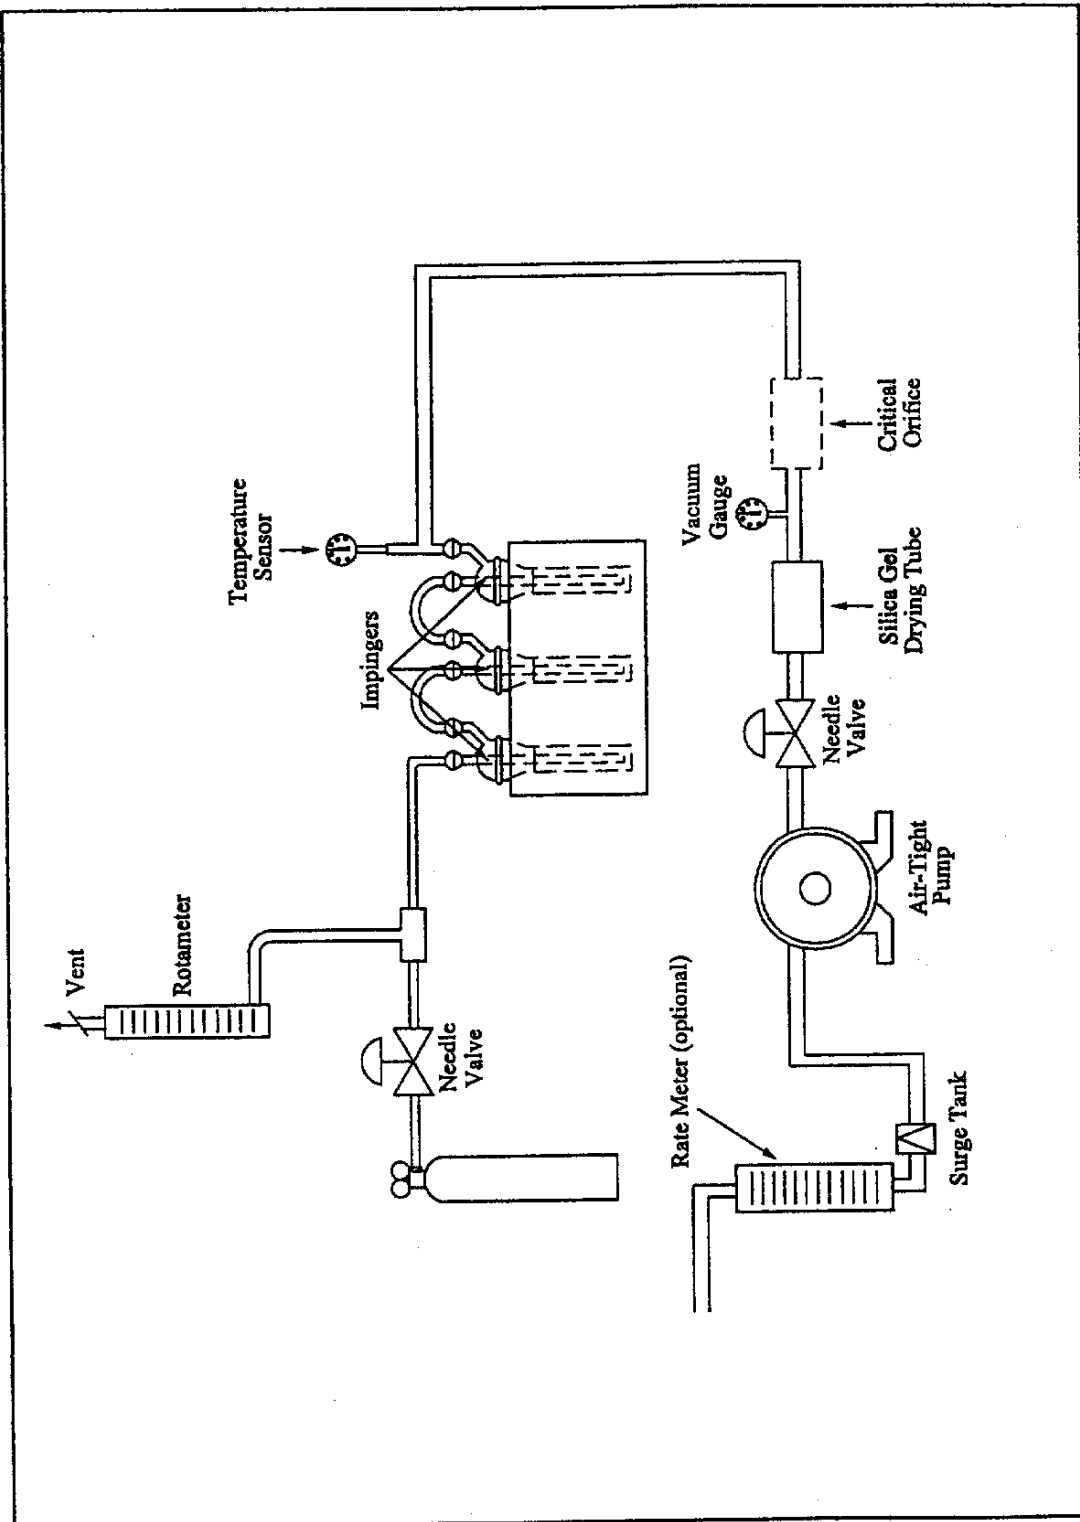 Vent
Rotameter
Needle
Valve
Temperature
Sensor
Impingers
Rate Meter (optional)
Surge Tank
Air-Tight
Pump
Needle
Valve
Silica Gel
Drying Tube
Vacuum
Gauge
Critical
Orifice